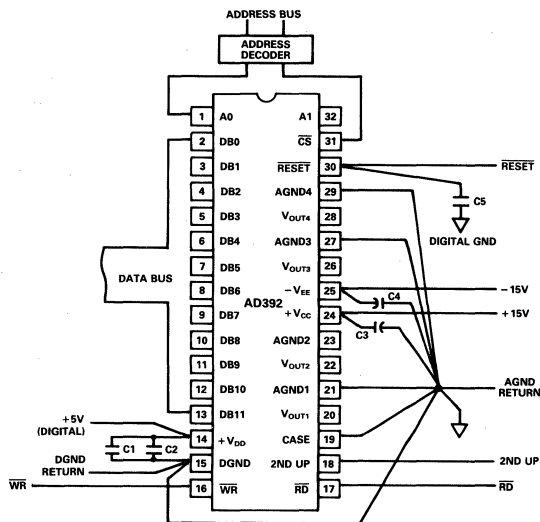 ADDRESS BUS
ADDRESS
DECODER
1 A0 A1 32
2 DB0 CS 31
3 DB1 RESET 30 RESET
4 DB2 AGND4 29 C5
5 DB3 VOUT4 28
6 DB4 AGND3 27 DIGITAL GND
7 DB5 VOUT3 26
DATA BUS
8 DB6 -VEE 25 -15V
AD392 C4
9 DB7 +VCC 24 +15V
C3
10 DB8 AGND2 23
11 DB9 VOUT2 22
12 DB10 AGND1 21 AGND
RETURN
13 DB11 VOUT1 20
+5V
(DIGITAL)
14 +VDD CASE 19
C1 C2
DGND
RETURN
15 DGND 2ND UP 18 2ND UP
WR 16 WR RD 17 RD